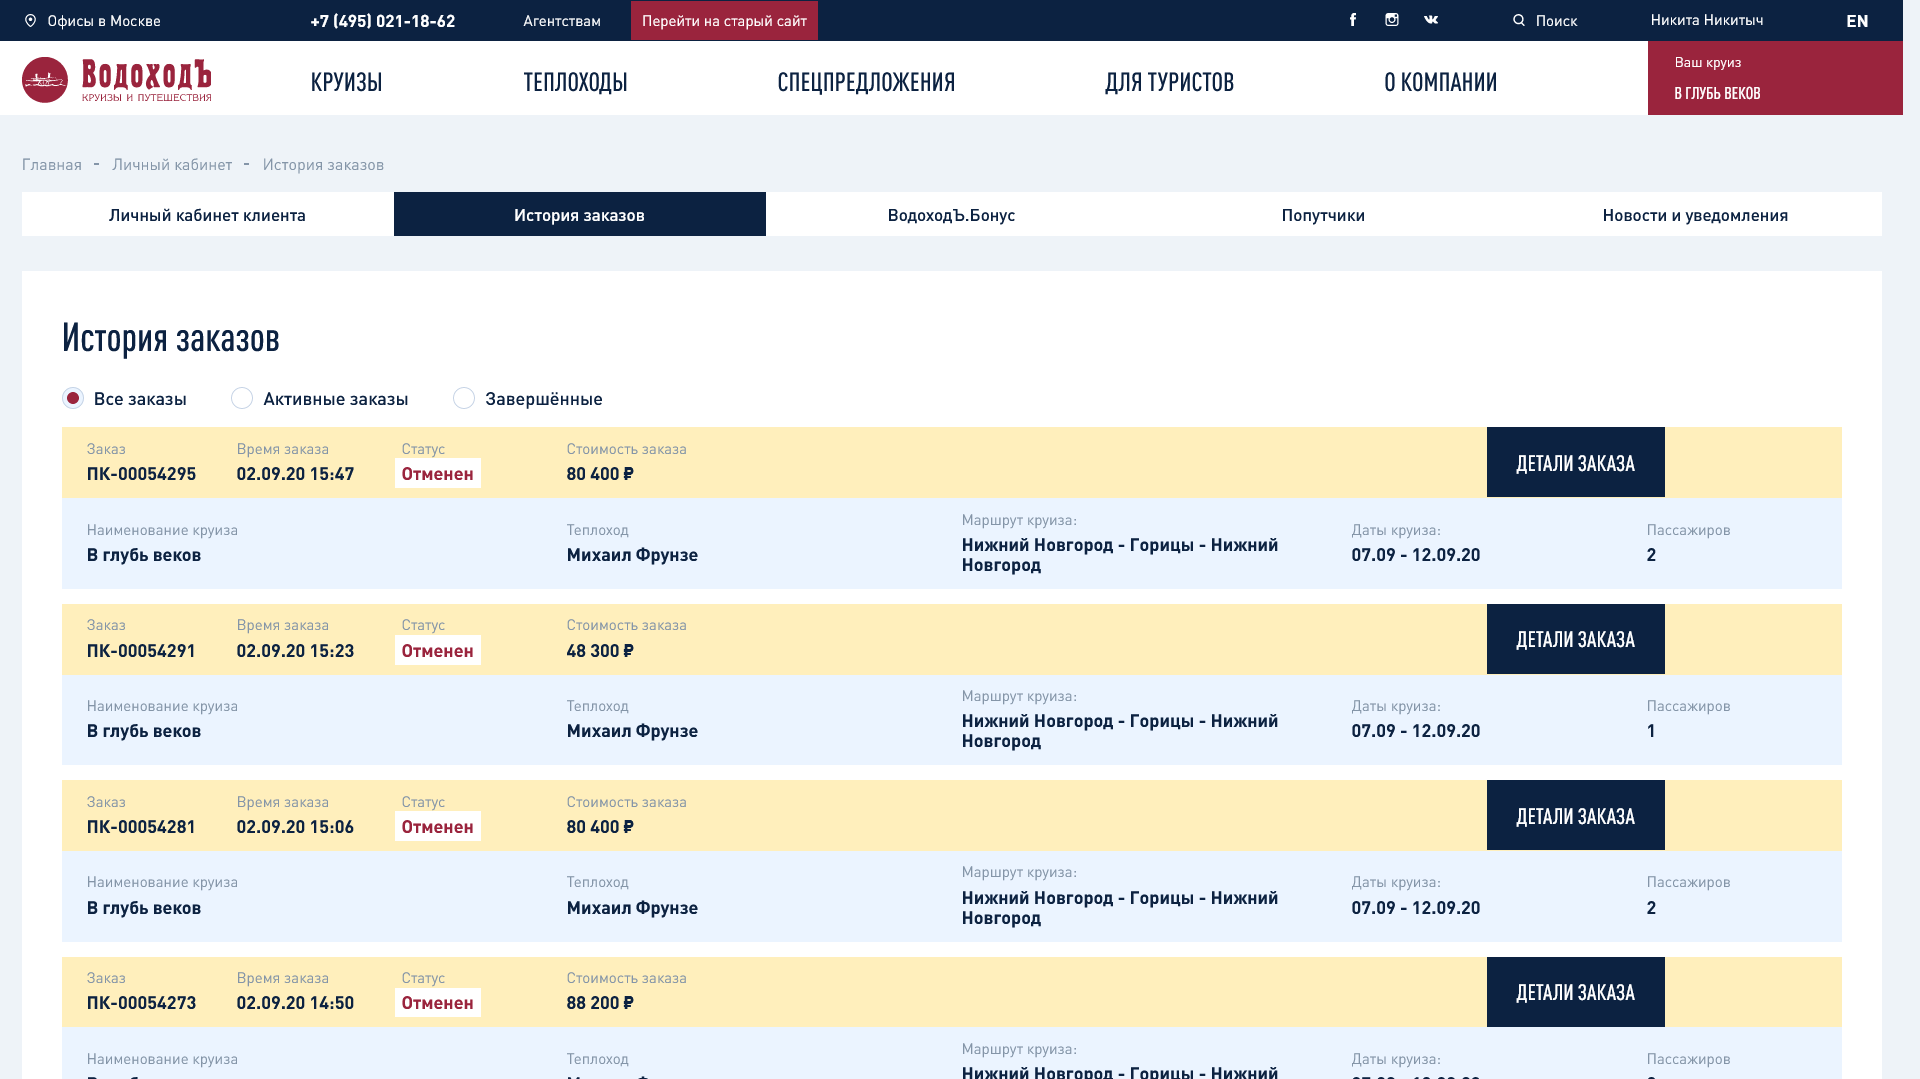 Офисы в Москве
+7 (495) 021-18-62
Агентствам
Перейти на старый сайт
Поиск
Никита Никитыч
EN
ВодоходЪ
КРУИЗЫ И ПУТЕШЕСТВИЯ
КРУИЗЫ
ТЕПЛОХОДЫ
СПЕЦПРЕДЛОЖЕНИЯ
ДЛЯ ТУРИСТОВ
О КОМПАНИИ
Ваш круиз
В ГЛУБЬ ВЕКОВ
Главная - Личный кабинет - История заказов
Личный кабинет клиента
История заказов
ВодоходЪ.Бонус
Попутчики
Новости и уведомления
История заказов
Все заказы
Активные заказы
Завершённые
Заказ Время заказа Статус Стоимость заказа
ПК-00054295 02.09.20 15:47 Отменен 80 400 ₽
ДЕТАЛИ ЗАКАЗА
Наименование круиза Теплоход Маршрут круиза: Даты круиза: Пассажиров
В глубь веков Михаил Фрунзе Нижний Новгород - Горицы - Нижний 07.09 - 12.09.20 2
Новгород
Заказ Время заказа Статус Стоимость заказа
ПК-00054291 02.09.20 15:23 Отменен 48 300 ₽
ДЕТАЛИ ЗАКАЗА
Наименование круиза Теплоход Маршрут круиза: Даты круиза: Пассажиров
В глубь веков Михаил Фрунзе Нижний Новгород - Горицы - Нижний 07.09 - 12.09.20 1
Новгород
Заказ Время заказа Статус Стоимость заказа
ПК-00054281 02.09.20 15:06 Отменен 80 400 ₽
ДЕТАЛИ ЗАКАЗА
Наименование круиза Теплоход Маршрут круиза: Даты круиза: Пассажиров
В глубь веков Михаил Фрунзе Нижний Новгород - Горицы - Нижний 07.09 - 12.09.20 2
Новгород
Заказ Время заказа Статус Стоимость заказа
ПК-00054273 02.09.20 14:50 Отменен 88 200 ₽
ДЕТАЛИ ЗАКАЗА
Наименование круиза Теплоход Маршрут круиза: Даты круиза: Пассажиров
Нижний Новгород - Горицы - Нижний